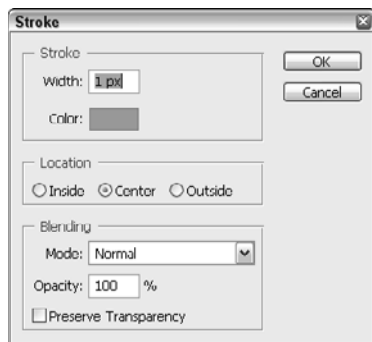 Stroke
Stroke
Width: 1 px
Color:
OK
Cancel
Location
Inside Center Outside
Blending
Mode: Normal
Opacity: 100 %
Preserve Transparency